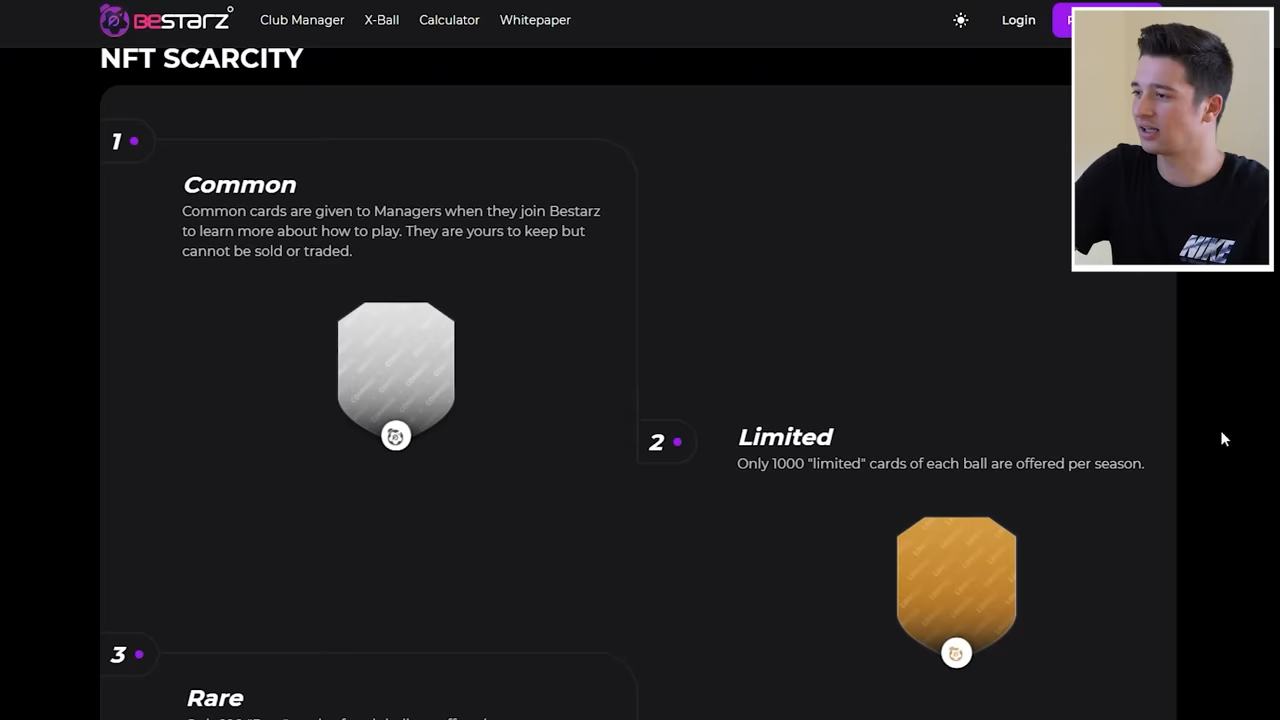 BESTARZ Club Manager X-Ball Calculator Whitepaper Login
NFT SCARCITY
1
Common
Common cards are given to Managers when they join Bestarz
to learn more about how to play. They are yours to keep but
cannot be sold or traded.
2
Limited
Only 1000 "limited" cards of each ball are offered per season.
3
Rare
NIKE